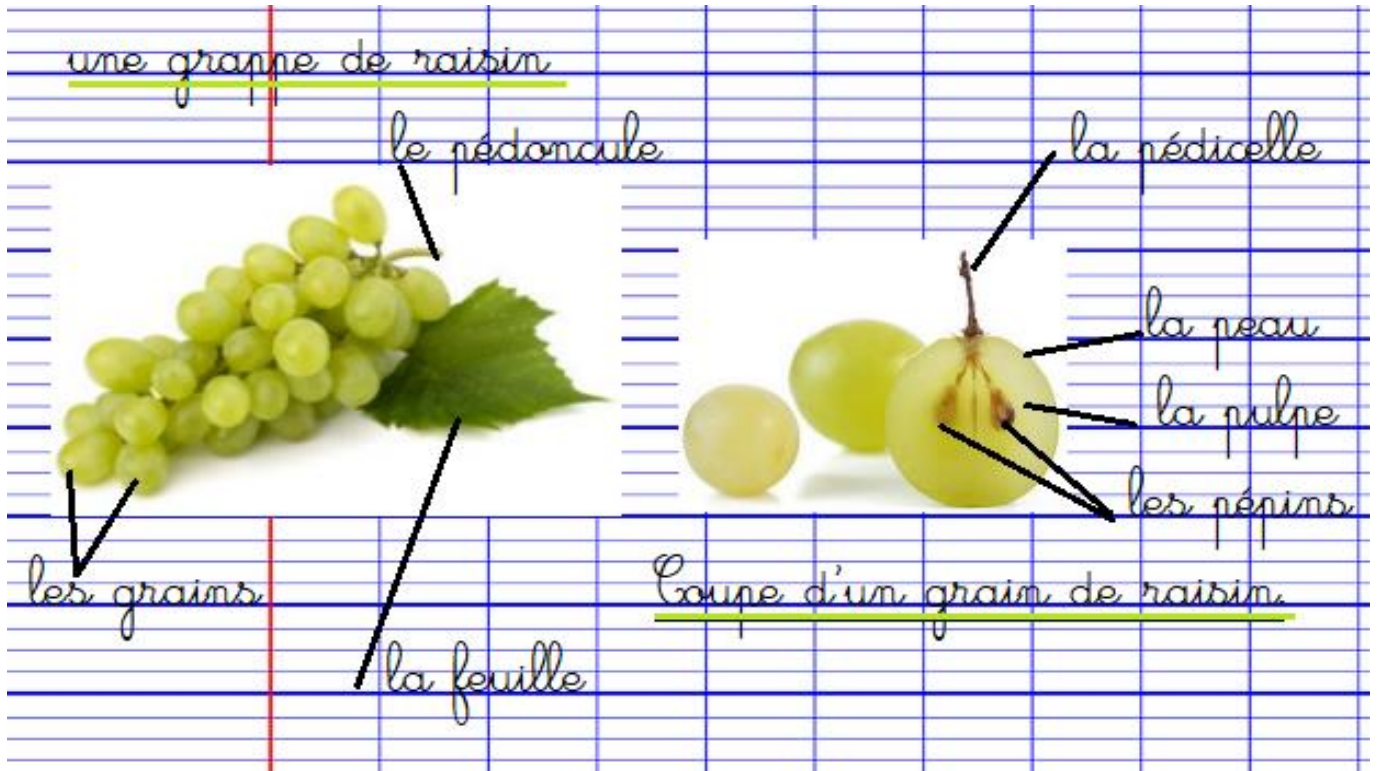 une grappe de raisin
le pédoncule
la pédicelle
la peau
la pulpe
les pépins
les grains
Coupe d'un grain de raisin.
la feuille